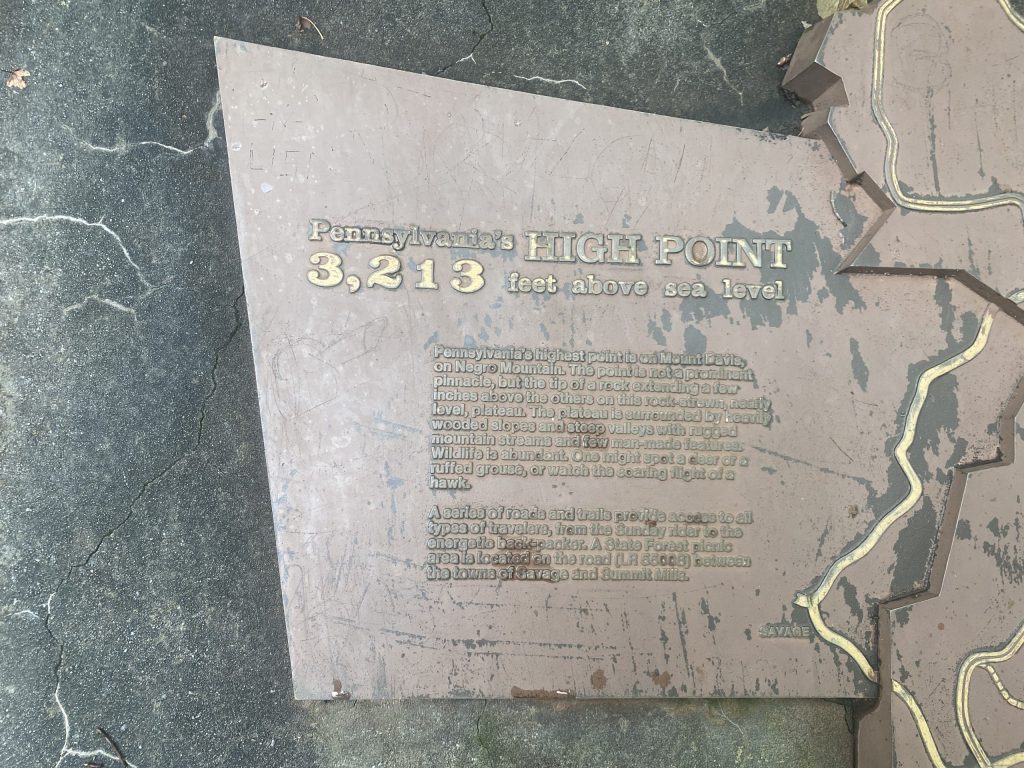 Pennsylvania's HIGH POINT
3,213 feet above sea level
Pennsylvania's highest point is on Mount Davis,
on Negro Mountain. The point is not a prominent
pinnacle, but the tip of a rock extending a few
inches above the others on this rock-strewn, nearly
level, plateau. The plateau is surrounded by heavily
wooded slopes and steep valleys with rugged
mountain streams and few man-made features.
Wildlife is abundant. One might spot a deer or a
ruffed grouse, or watch the soaring flight of a
hawk.
A series of roads and trails provide access to all
types of travelers, from the Sunday rider to the
energetic back-packer. A State Forest picnic
area is located on the road (LR 55008) between
the towns of Savage and Summit Mills.
SAVAGE